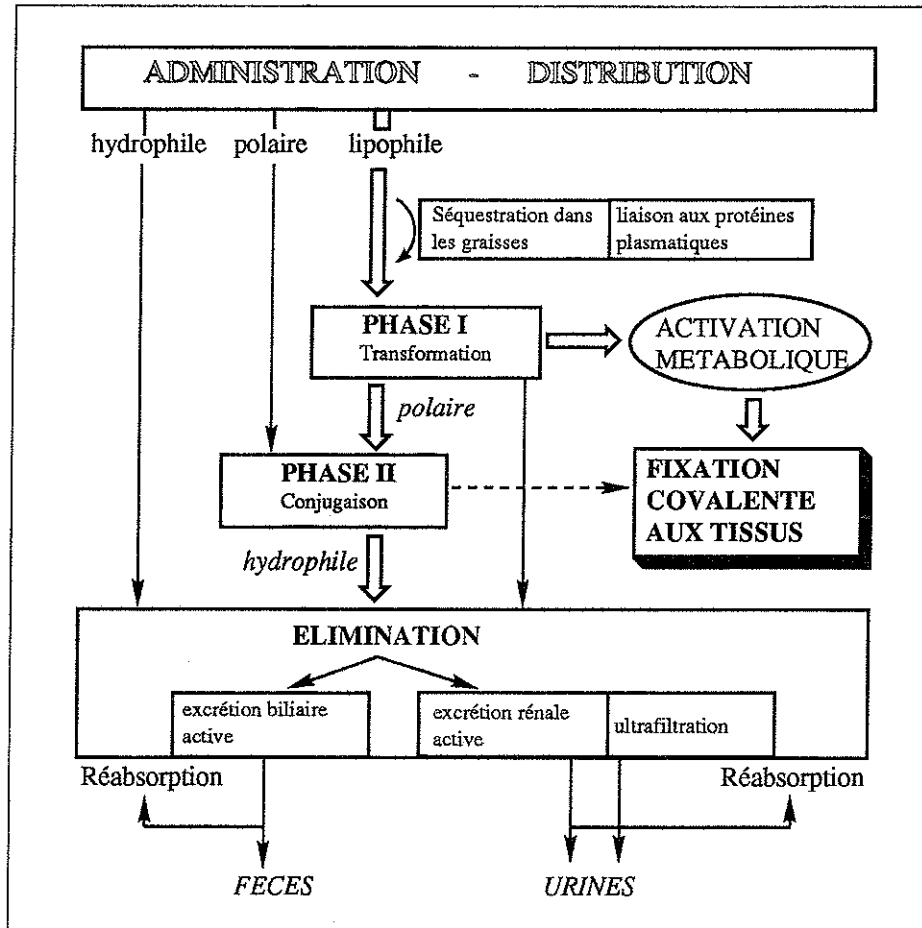 ADMINISTRATION - DISTRIBUTION
hydrophile polaire lipophile
Séquestration dans
les graisses
liaison aux protéines
plasmatiques
PHASE I
Transformation
ACTIVATION
METABOLIQUE
polaire
PHASE II
Conjugaison
FIXATION
COVALENTE
AUX TISSUS
hydrophile
ELIMINATION
excrétion biliaire
active
excrétion rénale
active
ultrafiltration
Réabsorption
Réabsorption
FECES
URINES